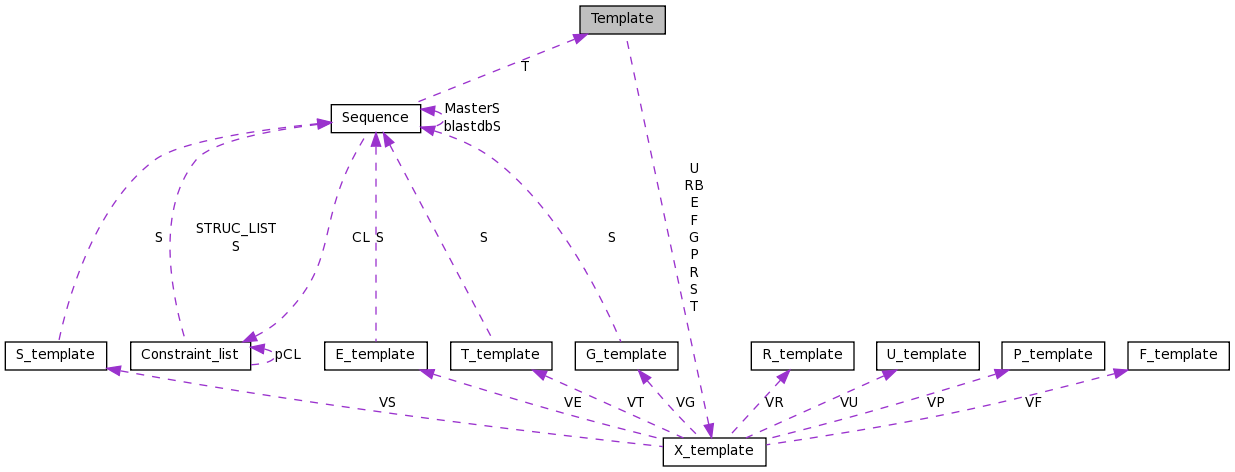 Template
T
Sequence
MasterS
blastdbS
U
RB
E
F
G
P
R
S
T
S
STRUC_LIST
S
CL
S
S
S
S_template
Constraint_list
pCL
E_template
T_template
G_template
R_template
U_template
P_template
F_template
VS
VE
VT
VG
VR
VU
VP
VF
X_template